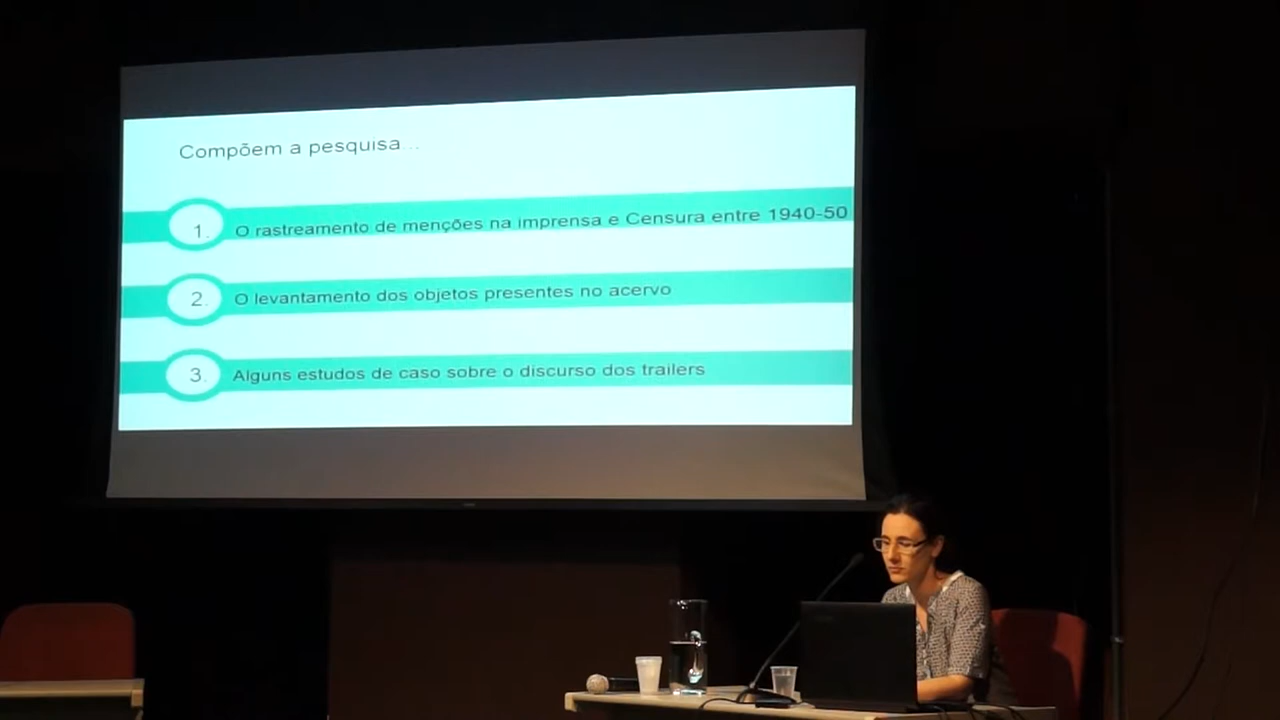 Compõem a pesquisa...
1. O rastreamento de menções na imprensa e Censura entre 1940-50
2. O levantamento dos objetos presentes no acervo
3. Alguns estudos de caso sobre o discurso dos trailers